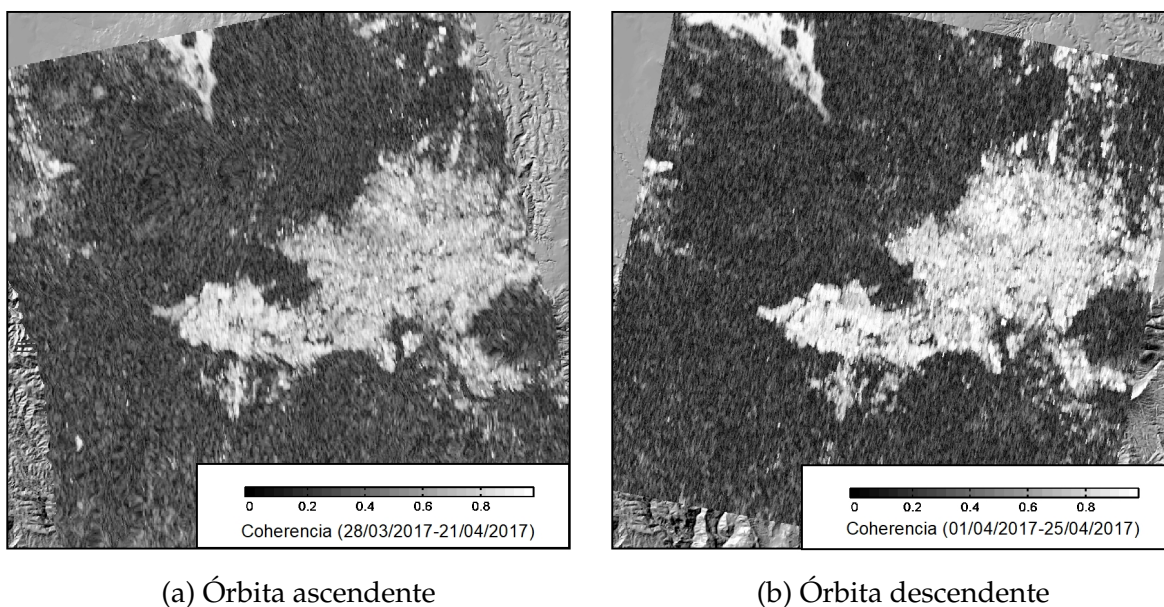 0 0.2 0.4 0.6 0.8
Coherencia (28/03/2017-21/04/2017)
0 0.2 0.4 0.6 0.8
Coherencia (01/04/2017-25/04/2017)
(a) Órbita ascendente
(b) Órbita descendente